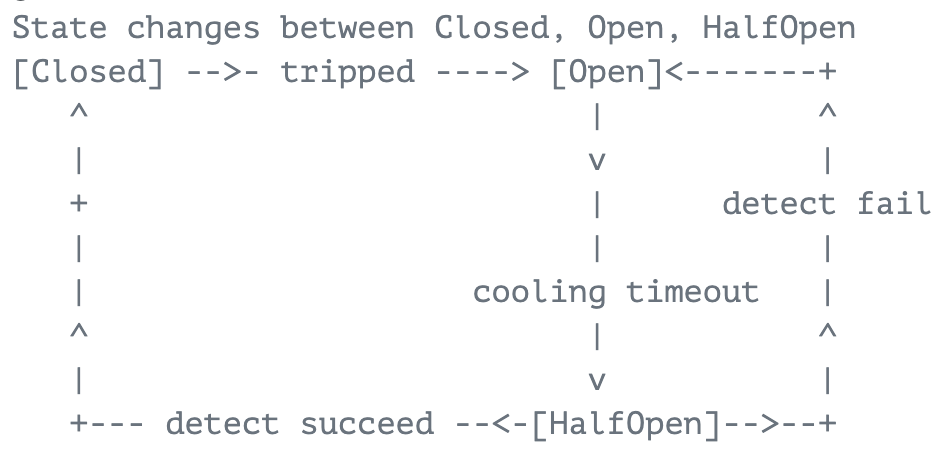 State changes between Closed, Open, HalfOpen
[Closed] -->- tripped ----> [Open]<-------+
   ^                          |           ^
   |                          v           |
   +                          |      detect fail
   |                          |           |
   |                    cooling timeout   |
   ^                          |           ^
   |                          v           |
   +--- detect succeed --<-[HalfOpen]-->--+